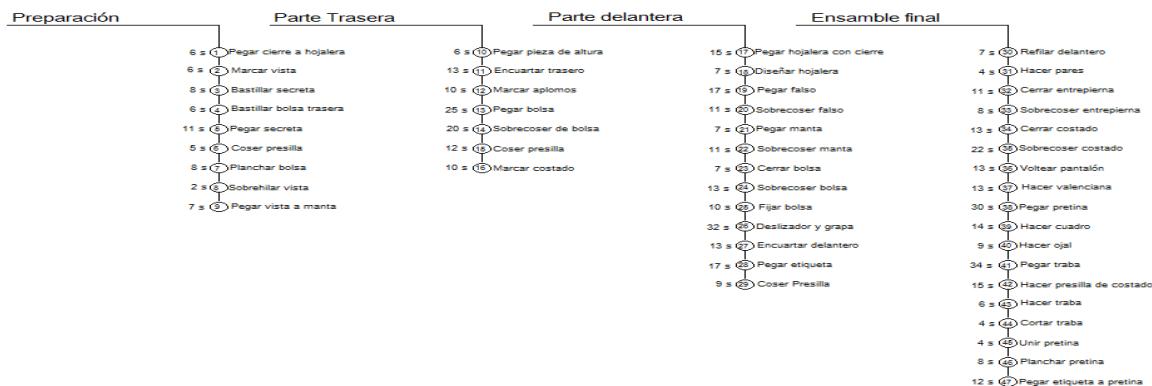 Preparación
6 s 1 Pegar cierre a hojalera
6 s 2 Marcar vista
8 s 3 Bastillar secreta
6 s 4 Bastillar bolsa trasera
11 s 5 Pegar secreta
5 s 6 Coser presilla
8 s 7 Planchar bolsa
2 s 8 Sobrehilar vista
7 s 9 Pegar vista a manta
Parte Trasera
6 s 10 Pegar pieza de altura
13 s 11 Encuartar trasero
10 s 12 Marcar aplomos
25 s 13 Pegar bolsa
20 s 14 Sobrecoser de bolsa
12 s 15 Coser presilla
10 s 16 Marcar costado
Parte delantera
15 s 17 Pegar hojalera con cierre
7 s 18 Diseñar hojalera
17 s 19 Pegar falso
11 s 20 Sobrecoser falso
7 s 21 Pegar manta
11 s 22 Sobrecoser manta
7 s 23 Cerrar bolsa
13 s 24 Sobrecoser bolsa
10 s 25 Fijar bolsa
32 s 26 Deslizador y grapa
13 s 27 Encuartar delantero
17 s 28 Pegar etiqueta
9 s 29 Coser Presilla
Ensamble final
7 s 30 Refilar delantero
4 s 31 Hacer pares
11 s 32 Cerrar entrepierna
8 s 33 Sobrecoser entrepierna
13 s 34 Cerrar costado
22 s 35 Sobrecoser costado
13 s 36 Voltear pantalón
13 s 37 Hacer valenciana
30 s 38 Pegar pretina
14 s 39 Hacer cuadro
9 s 40 Hacer ojal
34 s 41 Pegar traba
15 s 42 Hacer presilla de costado
6 s 43 Hacer traba
4 s 44 Cortar traba
4 s 45 Unir pretina
8 s 46 Planchar pretina
12 s 47 Pegar etiqueta a pretina